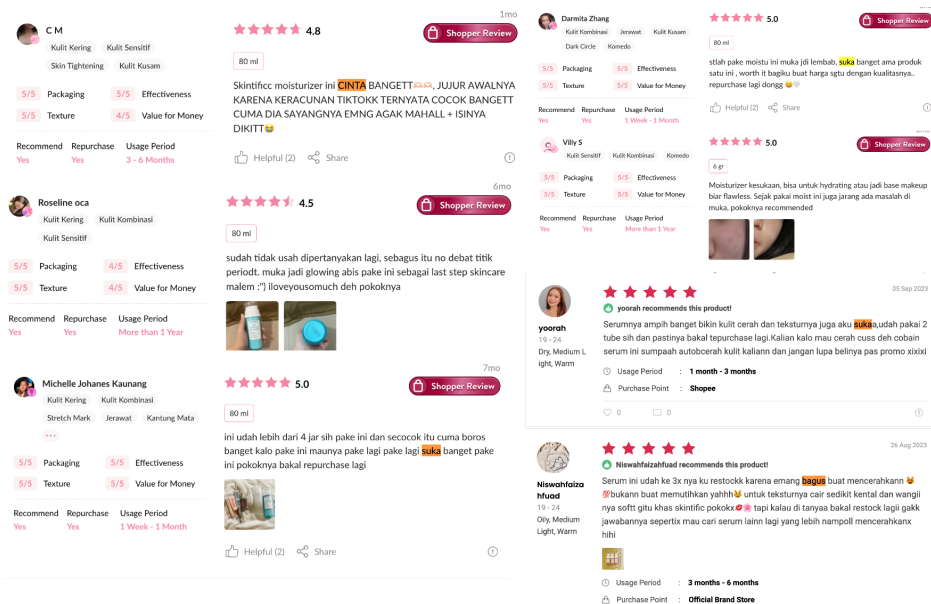 C M
Kulit Kering Kulit Sensitif
Skin Tightening Kulit Kusam
5/5 Packaging 5/5 Effectiveness
5/5 Texture 4/5 Value for Money
Recommend Repurchase Usage Period
Yes Yes 3 - 6 Months
1mo
4.8 Shopper Review
80 ml
Skintificc moisturizer ini CINTA BANGETT🫶🏻🫶🏻, JUJUR AWALNYA
KARENA KERACUNAN TIKTOKK TERNYATA COCOK BANGETT
CUMA DIA SAYANGNYA EMNG AGAK MAHALL + ISINYA
DIKITT😭
Helpful (2) Share
Roseline oca
Kulit Kering Kulit Kombinasi
Kulit Sensitif
5/5 Packaging 4/5 Effectiveness
5/5 Texture 4/5 Value for Money
Recommend Repurchase Usage Period
Yes Yes More than 1 Year
6mo
4.5 Shopper Review
80 ml
sudah tidak usah dipertanyakan lagi, sebagus itu no debat titik
periodt. muka jadi glowing abis pake ini sebagai last step skincare
malem :") iloveyousomuch deh pokoknya
Michelle Johanes Kaunang
Kulit Kering Kulit Kombinasi
Stretch Mark Jerawat Kantung Mata
5/5 Packaging 5/5 Effectiveness
5/5 Texture 5/5 Value for Money
Recommend Repurchase Usage Period
Yes Yes 1 Week - 1 Month
7mo
5.0 Shopper Review
80 ml
ini udah lebih dari 4 jar sih pake ini dan secocok itu cuma boros
banget kalo pake ini maunya pake lagi pake lagi suka banget pake
ini pokoknya bakal repurchase lagi
Helpful (2) Share
Darmita Zhang
Kulit Kombinasi Jerawat Kulit Kusam
Dark Circle Komedo
5/5 Packaging 5/5 Effectiveness
5/5 Texture 5/5 Value for Money
Recommend Repurchase Usage Period
Yes Yes 1 Week - 1 Month
5.0 Shopper Review
80 ml
stlah pake moistu ini muka jdi lembab, suka banget ama produk
satu ini , worth it bagiku buat harga sgtu dengan kualitasnya..
repurchase lagi dongg 😄🤍
Helpful (2) Share
Villy S
Kulit Sensitif Kulit Kombinasi Komedo
5/5 Packaging 5/5 Effectiveness
5/5 Texture 5/5 Value for Money
Recommend Repurchase Usage Period
Yes Yes More than 1 Year
5.0 Shopper Review
6 gr
Moisturizer kesukaan, bisa untuk hydrating atau jadi base makeup
biar flawless. Sejak pakai moist ini juga jarang ada masalah di
muka, pokoknya recommended
yoorah
19 - 24
Dry, Medium L
ight, Warm
05 Sep 2023
yoorah recommends this product!
Serumnya ampih banget bikin kulit cerah dan teksturnya juga aku sukaa,udah pakai 2
tube sih dan pastinya bakal tepurchase lagi.Kalian kalo mau cerah cuss deh cobain
serum ini sumpaah autobcerah kulit kaliann dan jangan lupa belinya pas promo xixixi
Usage Period : 1 month - 3 months
Purchase Point : Shopee
0 0
Niswahfaiza
hfuad
19 - 24
Oily, Medium
Light, Warm
26 Aug 2023
Niswahfaizahfuad recommends this product!
Serum ini udah ke 3x nya ku restockk karena emang bagus buat mencerahkann 😻
💯bukann buat memutihkan yahhh😻 untuk teksturnya cair sedikit kental dan wangii
nya softt gitu khas skintific pokokx💋🌸 tapi kalau di tanyaa bakal restock lagii gakk
jawabannya sepertix mau cari serum lainn lagi yang lebih nampoll mencerahkanx
hihi
Usage Period : 3 months - 6 months
Purchase Point : Official Brand Store